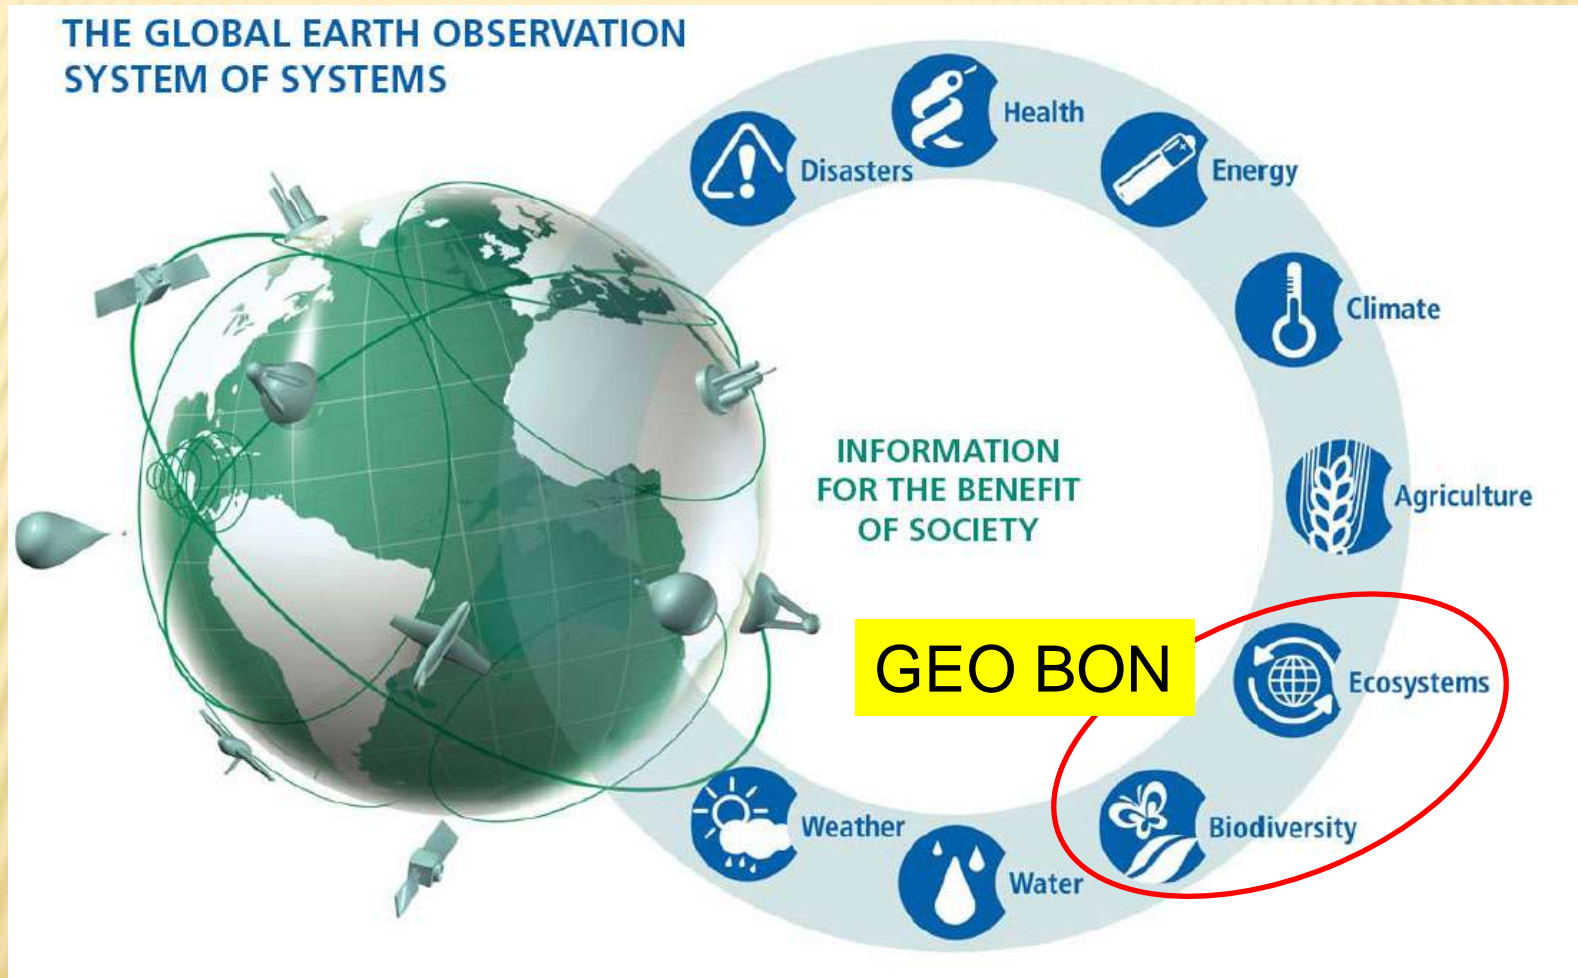 THE GLOBAL EARTH OBSERVATION
SYSTEM OF SYSTEMS
Health
Disasters
Energy
Climate
INFORMATION
FOR THE BENEFIT
OF SOCIETY
Agriculture
GEO BON
Ecosystems
Weather
Biodiversity
Water